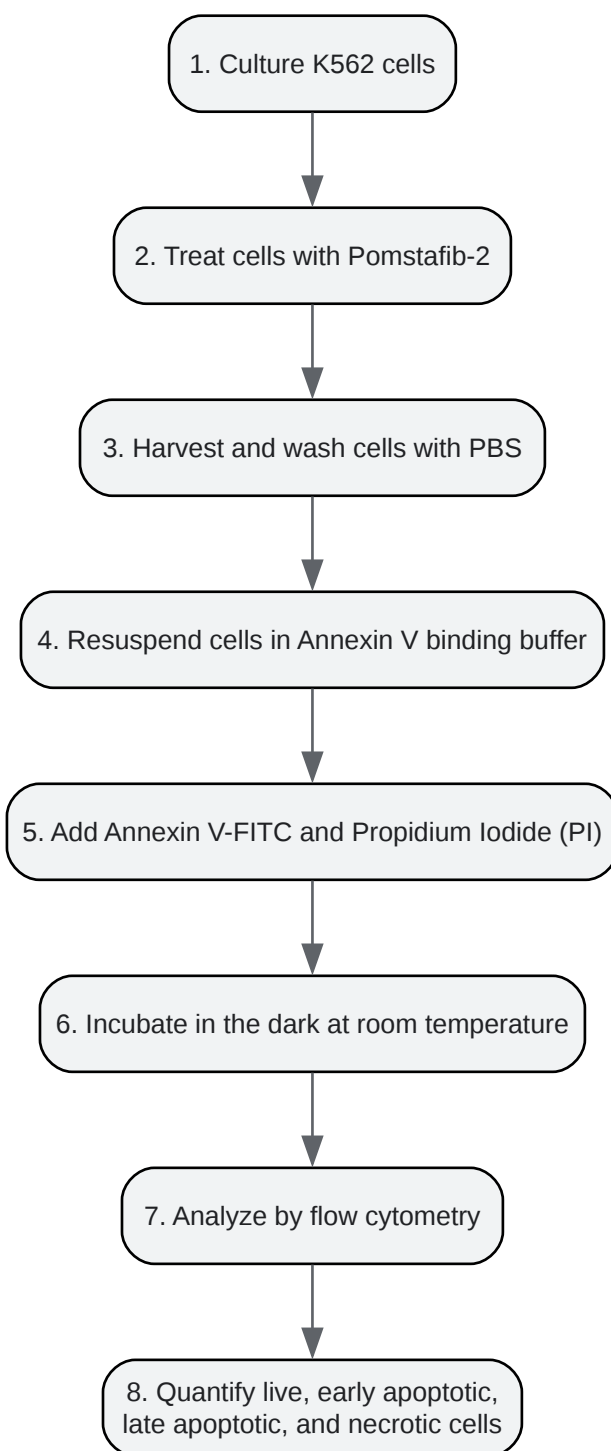 1. Culture K562 cells
2. Treat cells with Pomstafib-2
3. Harvest and wash cells with PBS
4. Resuspend cells in Annexin V binding buffer
5. Add Annexin V-FITC and Propidium Iodide (PI)
6. Incubate in the dark at room temperature
7. Analyze by flow cytometry
8. Quantify live, early apoptotic,
late apoptotic, and necrotic cells